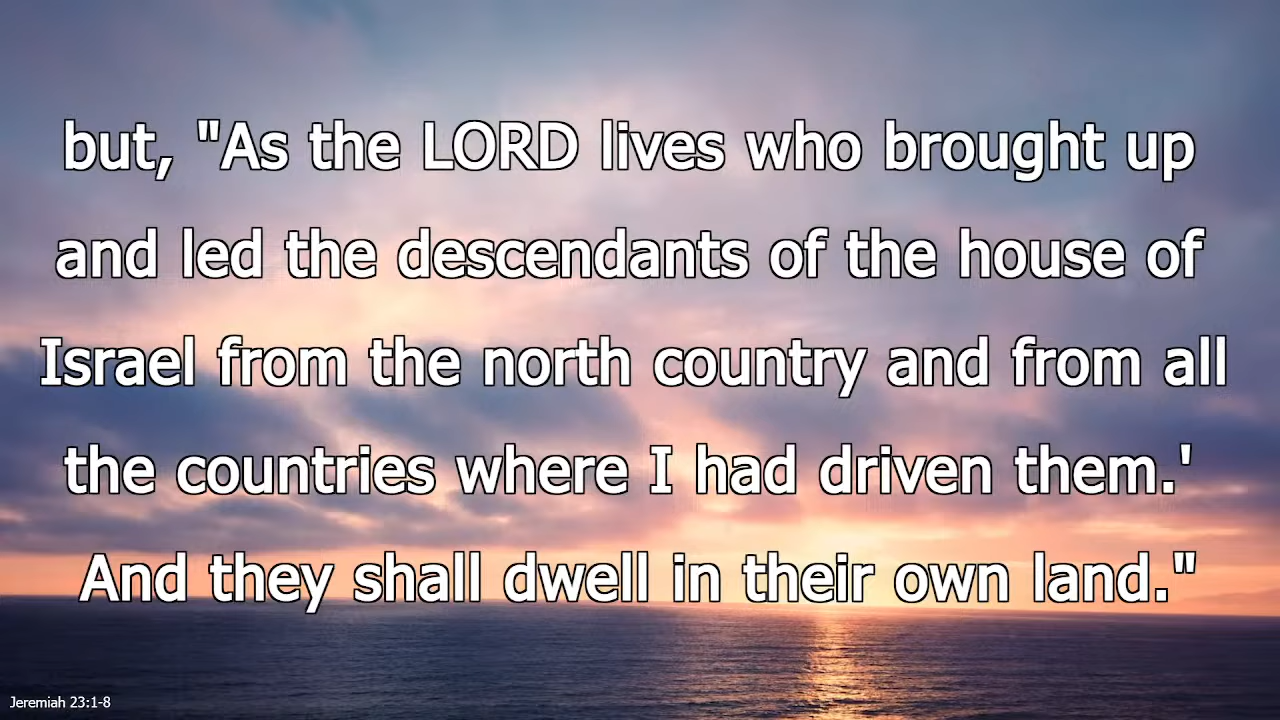 but, "As the LORD lives who brought up
and led the descendants of the house of
Israel from the north country and from all
the countries where I had driven them.'
And they shall dwell in their own land."
Jeremiah 23:1-8